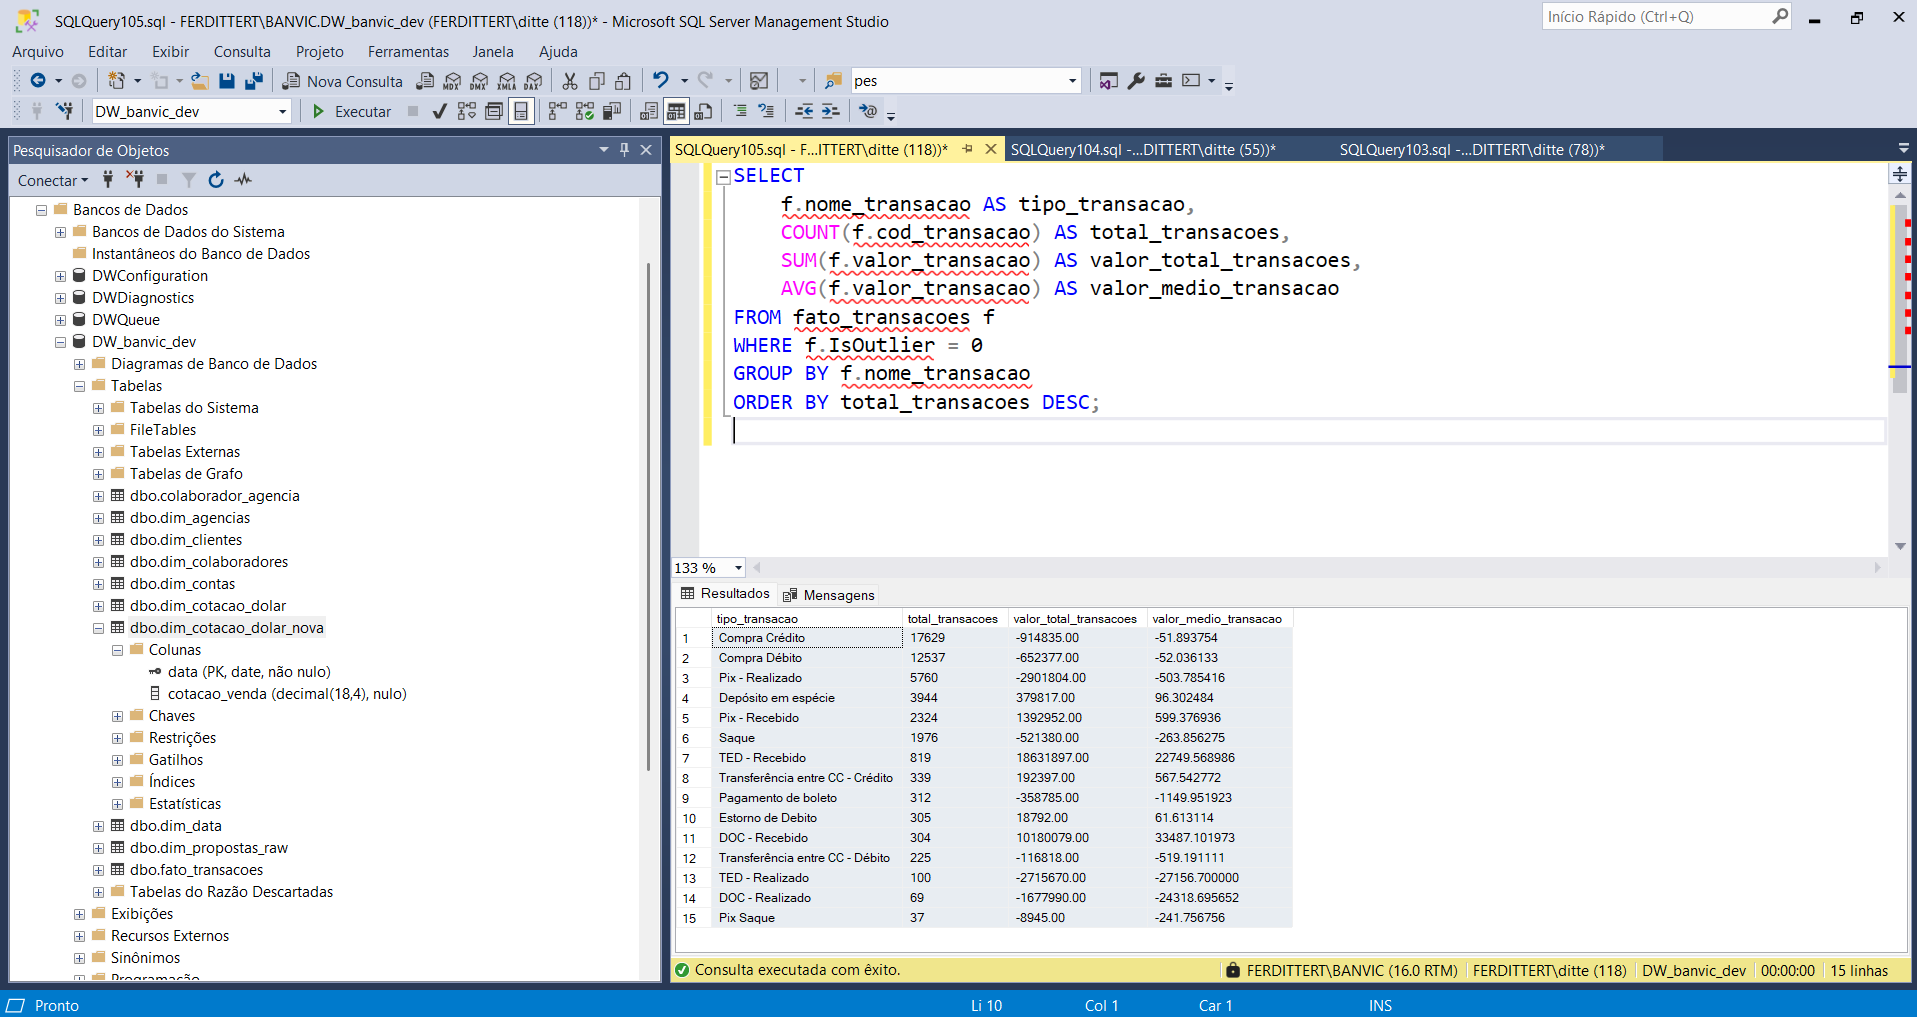 SQLQuery105.sql - FERDITTERT\BANVIC.DW_banvic_dev (FERDITTERT\ditte (118))* - Microsoft SQL Server Management Studio
Início Rápido (Ctrl+Q)
Arquivo Editar Exibir Consulta Projeto Ferramentas Janela Ajuda
Nova Consulta MDX DMX XMLA DAX pes
DW_banvic_dev Executar
Pesquisador de Objetos
Conectar
Bancos de Dados
Bancos de Dados do Sistema
Instantâneos do Banco de Dados
DWConfiguration
DWDiagnostics
DWQueue
DW_banvic_dev
Diagramas de Banco de Dados
Tabelas
Tabelas do Sistema
FileTables
Tabelas Externas
Tabelas de Grafo
dbo.colaborador_agencia
dbo.dim_agencias
dbo.dim_clientes
dbo.dim_colaboradores
dbo.dim_contas
dbo.dim_cotacao_dolar
dbo.dim_cotacao_dolar_nova
Colunas
data (PK, date, não nulo)
cotacao_venda (decimal(18,4), nulo)
Chaves
Restrições
Gatilhos
Índices
Estatísticas
dbo.dim_data
dbo.dim_propostas_raw
dbo.fato_transacoes
Tabelas do Razão Descartadas
Exibições
Recursos Externos
Sinônimos
Programação
SQLQuery105.sql - F...ITTERT\ditte (118))* SQLQuery104.sql -...DITTERT\ditte (55))* SQLQuery103.sql -...DITTERT\ditte (78))*
SELECT
f.nome_transacao AS tipo_transacao,
COUNT(f.cod_transacao) AS total_transacoes,
SUM(f.valor_transacao) AS valor_total_transacoes,
AVG(f.valor_transacao) AS valor_medio_transacao
FROM fato_transacoes f
WHERE f.IsOutlier = 0
GROUP BY f.nome_transacao
ORDER BY total_transacoes DESC;
133 %
Resultados Mensagens
tipo_transacao total_transacoes valor_total_transacoes valor_medio_transacao
1 Compra Crédito 17629 -914835.00 -51.893754
2 Compra Débito 12537 -652377.00 -52.036133
3 Pix - Realizado 5760 -2901804.00 -503.785416
4 Depósito em espécie 3944 379817.00 96.302484
5 Pix - Recebido 2324 1392952.00 599.376936
6 Saque 1976 -521380.00 -263.856275
7 TED - Recebido 819 18631897.00 22749.568986
8 Transferência entre CC - Crédito 339 192397.00 567.542772
9 Pagamento de boleto 312 -358785.00 -1149.951923
10 Estorno de Debito 305 18792.00 61.613114
11 DOC - Recebido 304 10180079.00 33487.101973
12 Transferência entre CC - Débito 225 -116818.00 -519.191111
13 TED - Realizado 100 -2715670.00 -27156.700000
14 DOC - Realizado 69 -1677990.00 -24318.695652
15 Pix Saque 37 -8945.00 -241.756756
Consulta executada com êxito. FERDITTERT\BANVIC (16.0 RTM) FERDITTERT\ditte (118) DW_banvic_dev 00:00:00 15 linhas
Pronto Li 10 Col 1 Car 1 INS